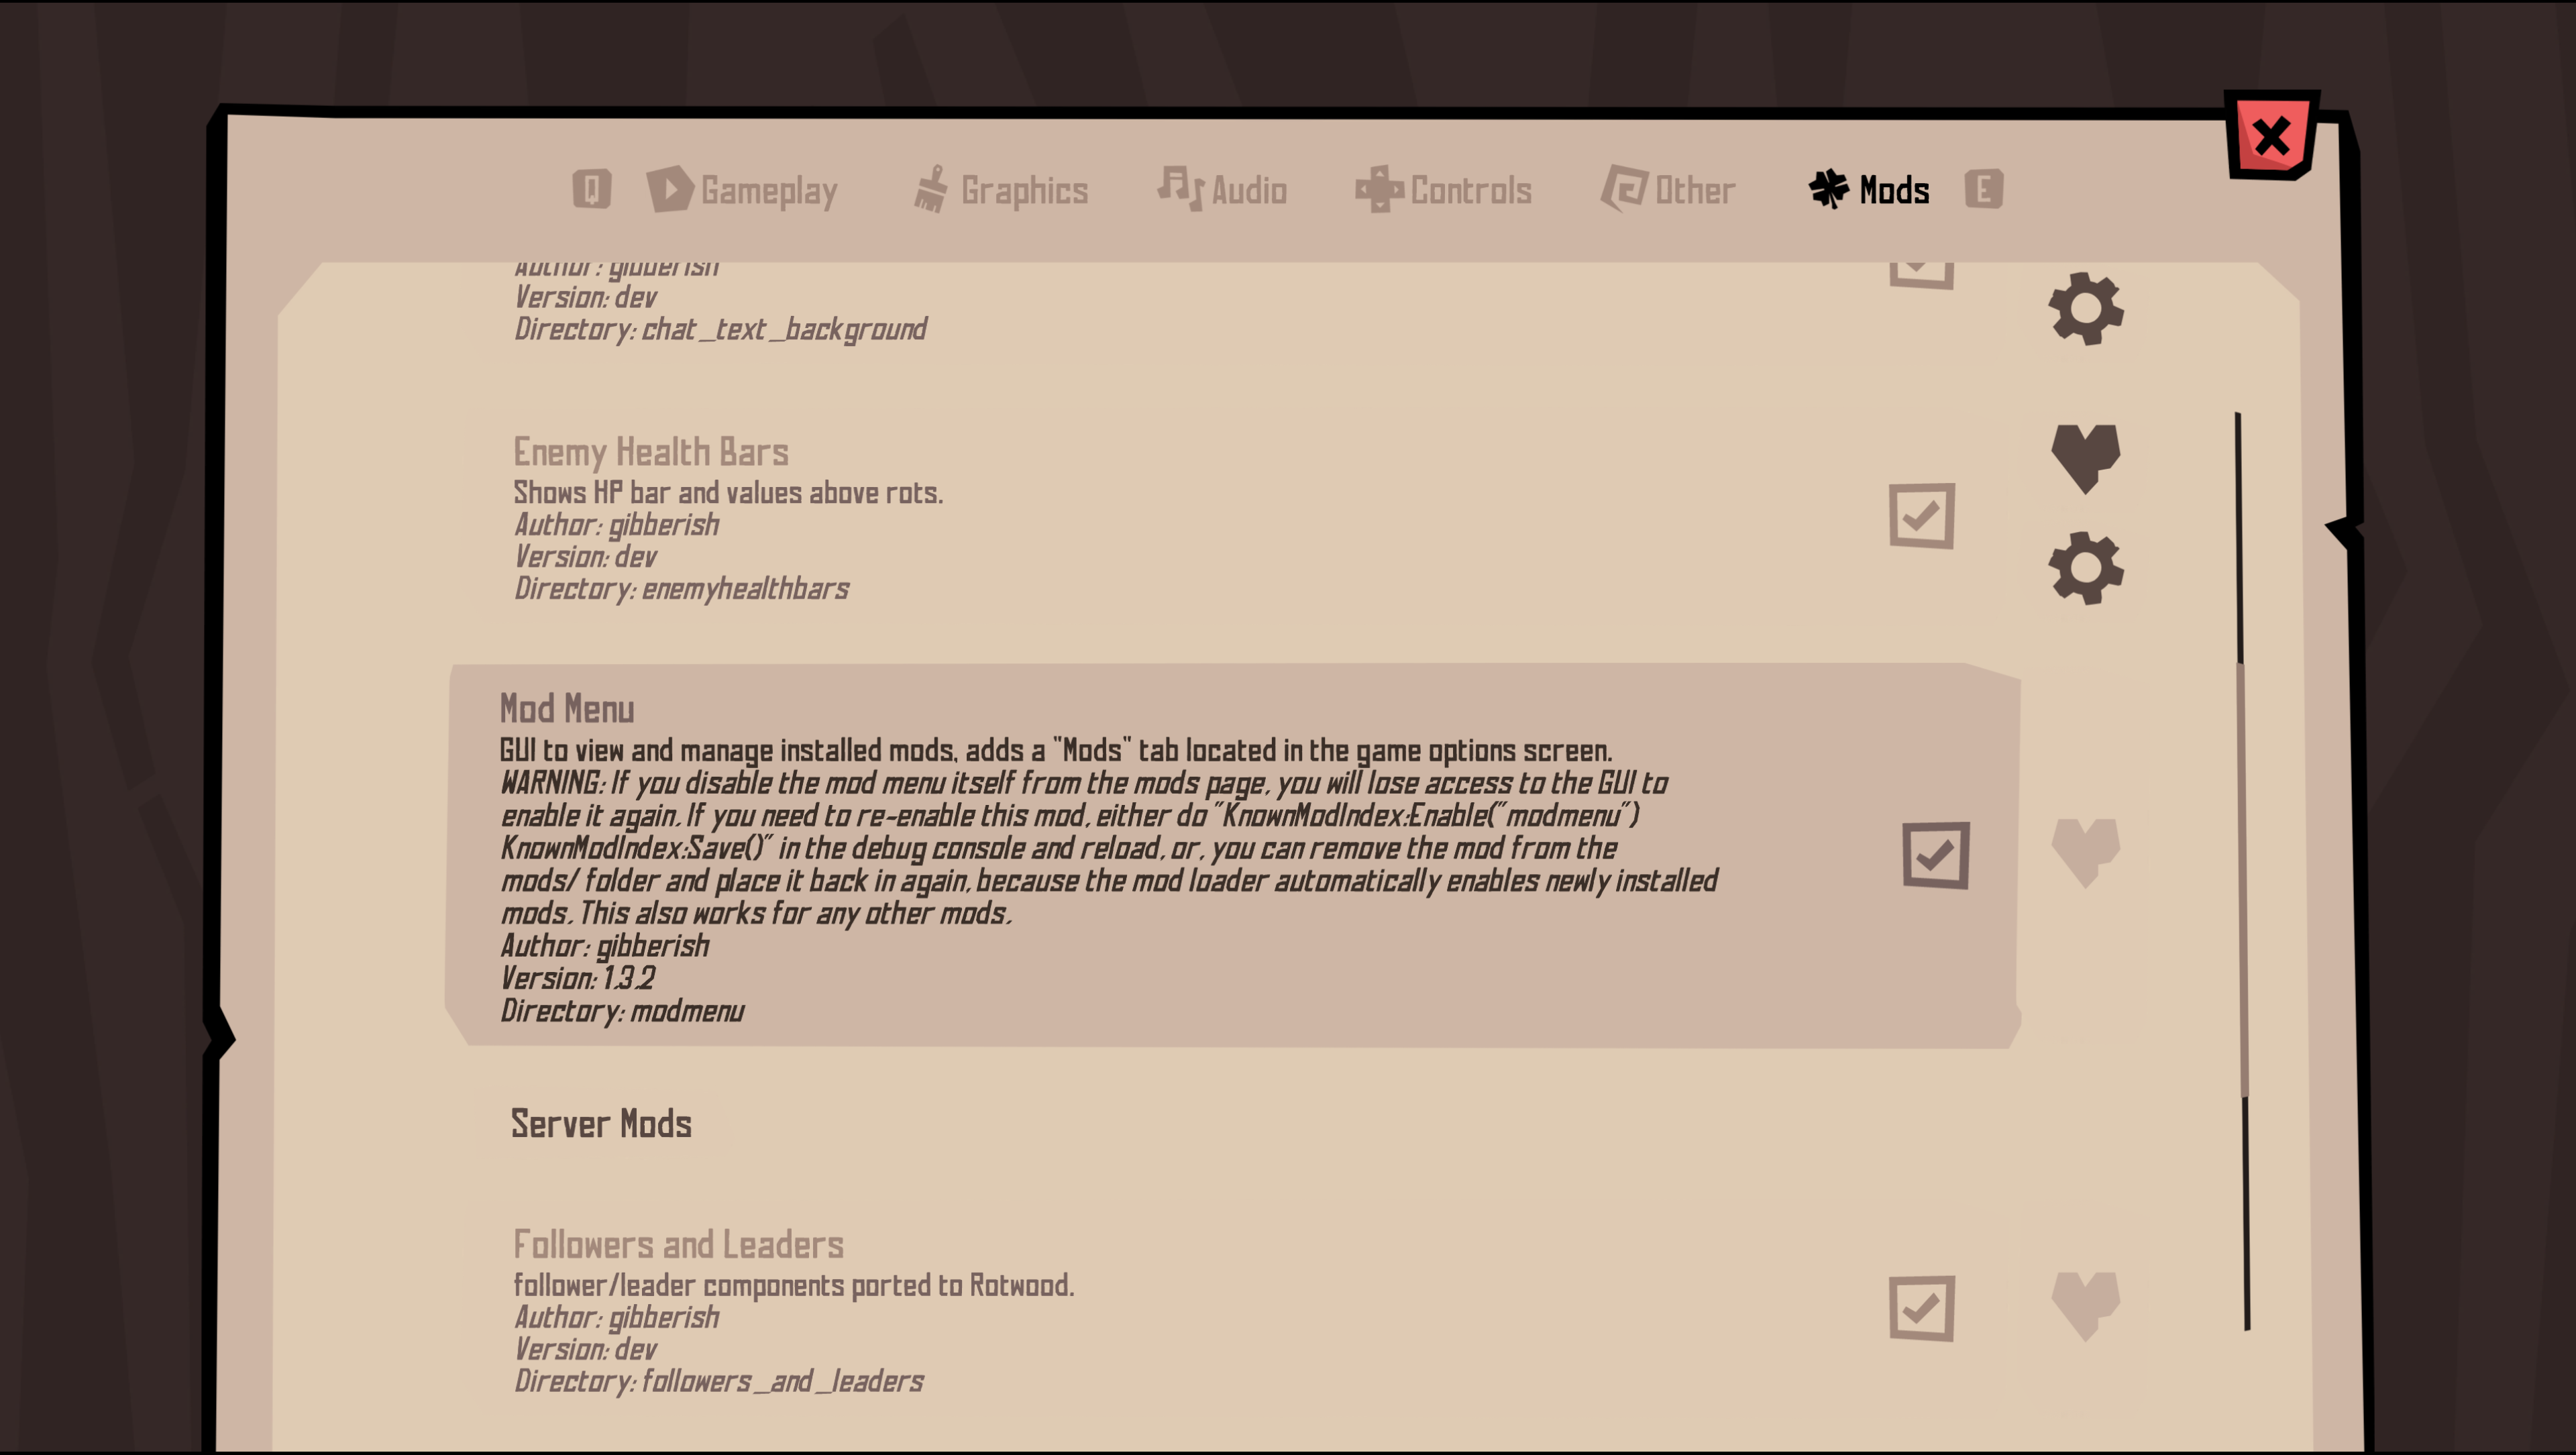 Q Gameplay Graphics Audio Controls Other Mods E
Author: gibberish
Version: dev
Directory: chat_text_background
Enemy Health Bars
Shows HP bar and values above rots.
Author: gibberish
Version: dev
Directory: enemyhealthbars
Mod Menu
GUI to view and manage installed mods, adds a "Mods" tab located in the game options screen.
WARNING: If you disable the mod menu itself from the mods page, you will lose access to the GUI to
enable it again. If you need to re-enable this mod, either do "KnownModIndex:Enable("modmenu")
KnownModIndex:Save()" in the debug console and reload, or, you can remove the mod from the
mods/ folder and place it back in again, because the mod loader automatically enables newly installed
mods. This also works for any other mods.
Author: gibberish
Version: 1.3.2
Directory: modmenu
Server Mods
Followers and Leaders
follower/leader components ported to Rotwood.
Author: gibberish
Version: dev
Directory: followers_and_leaders